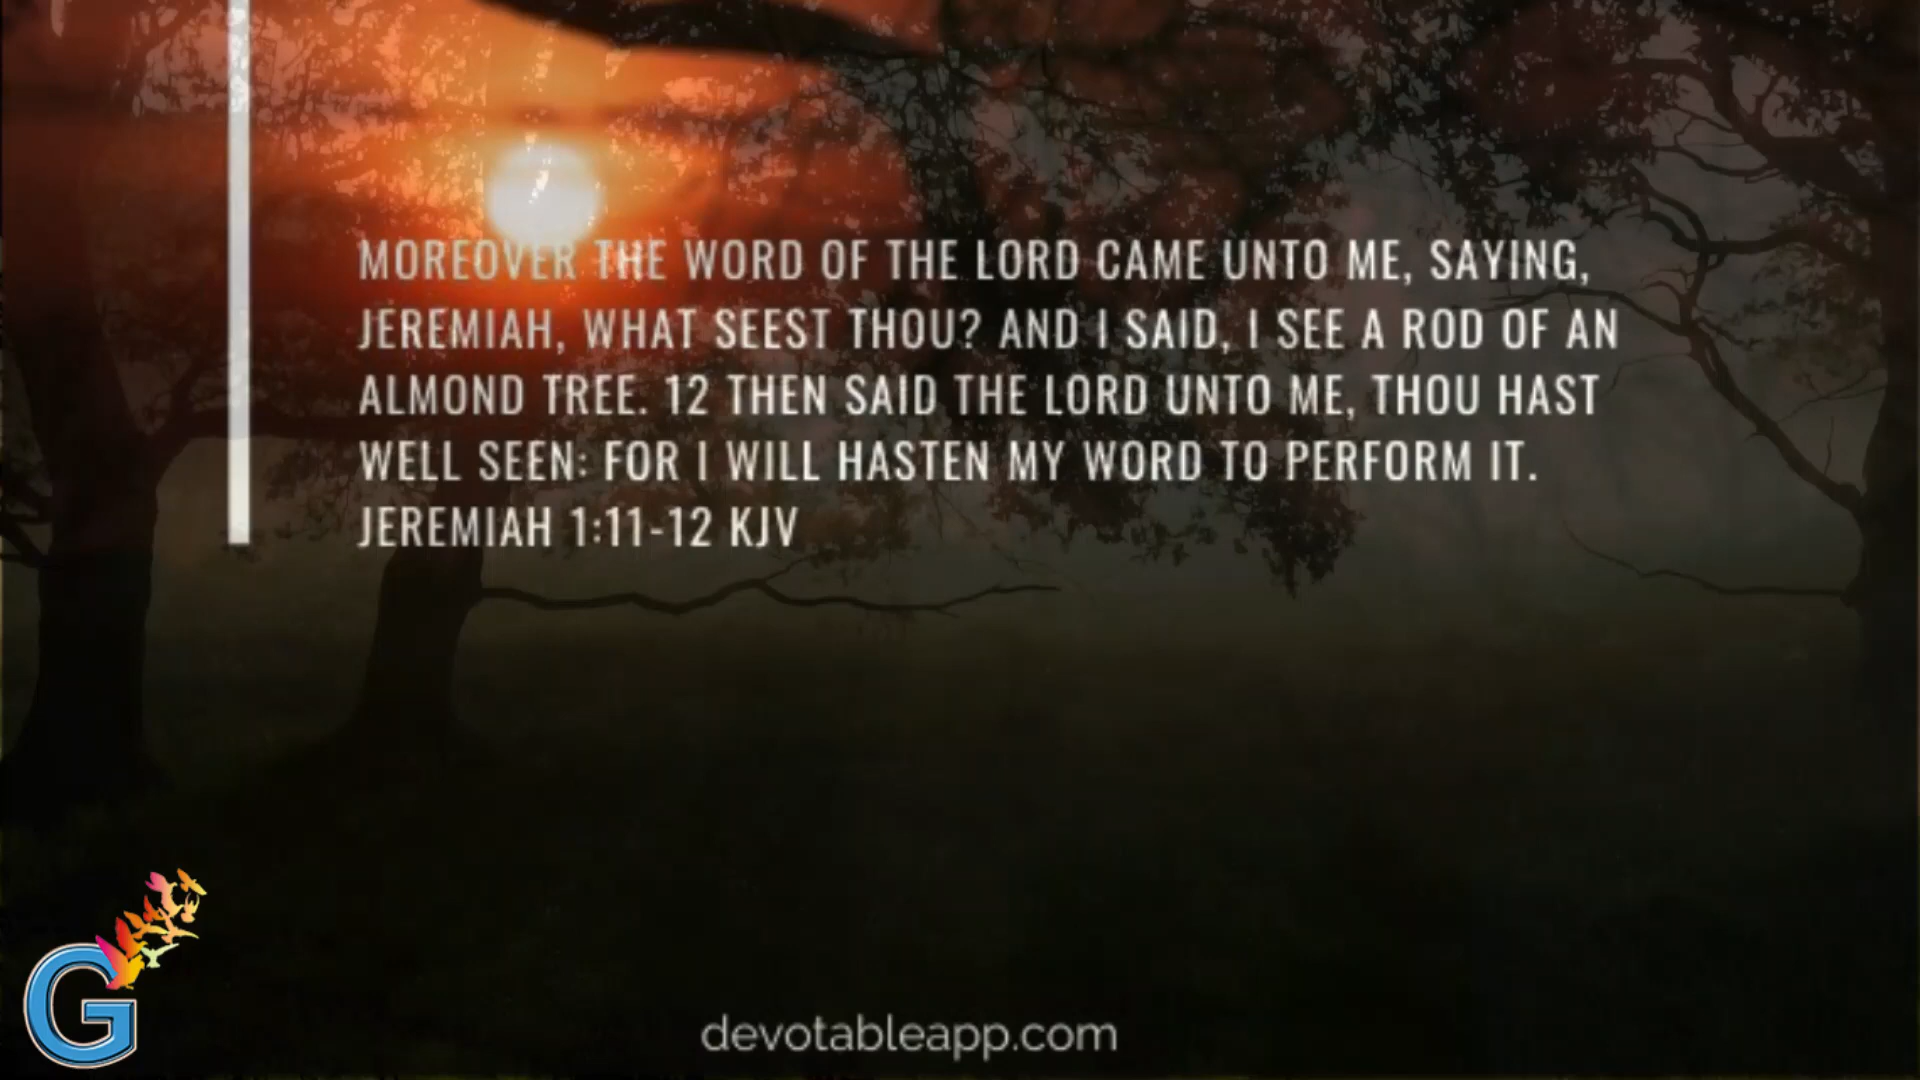 MOREOVER THE WORD OF THE LORD CAME UNTO ME, SAYING,
JEREMIAH, WHAT SEEST THOU? AND I SAID, I SEE A ROD OF AN
ALMOND TREE. 12 THEN SAID THE LORD UNTO ME, THOU HAST
WELL SEEN: FOR I WILL HASTEN MY WORD TO PERFORM IT.
JEREMIAH 1:11-12 KJV
G
devotableapp.com